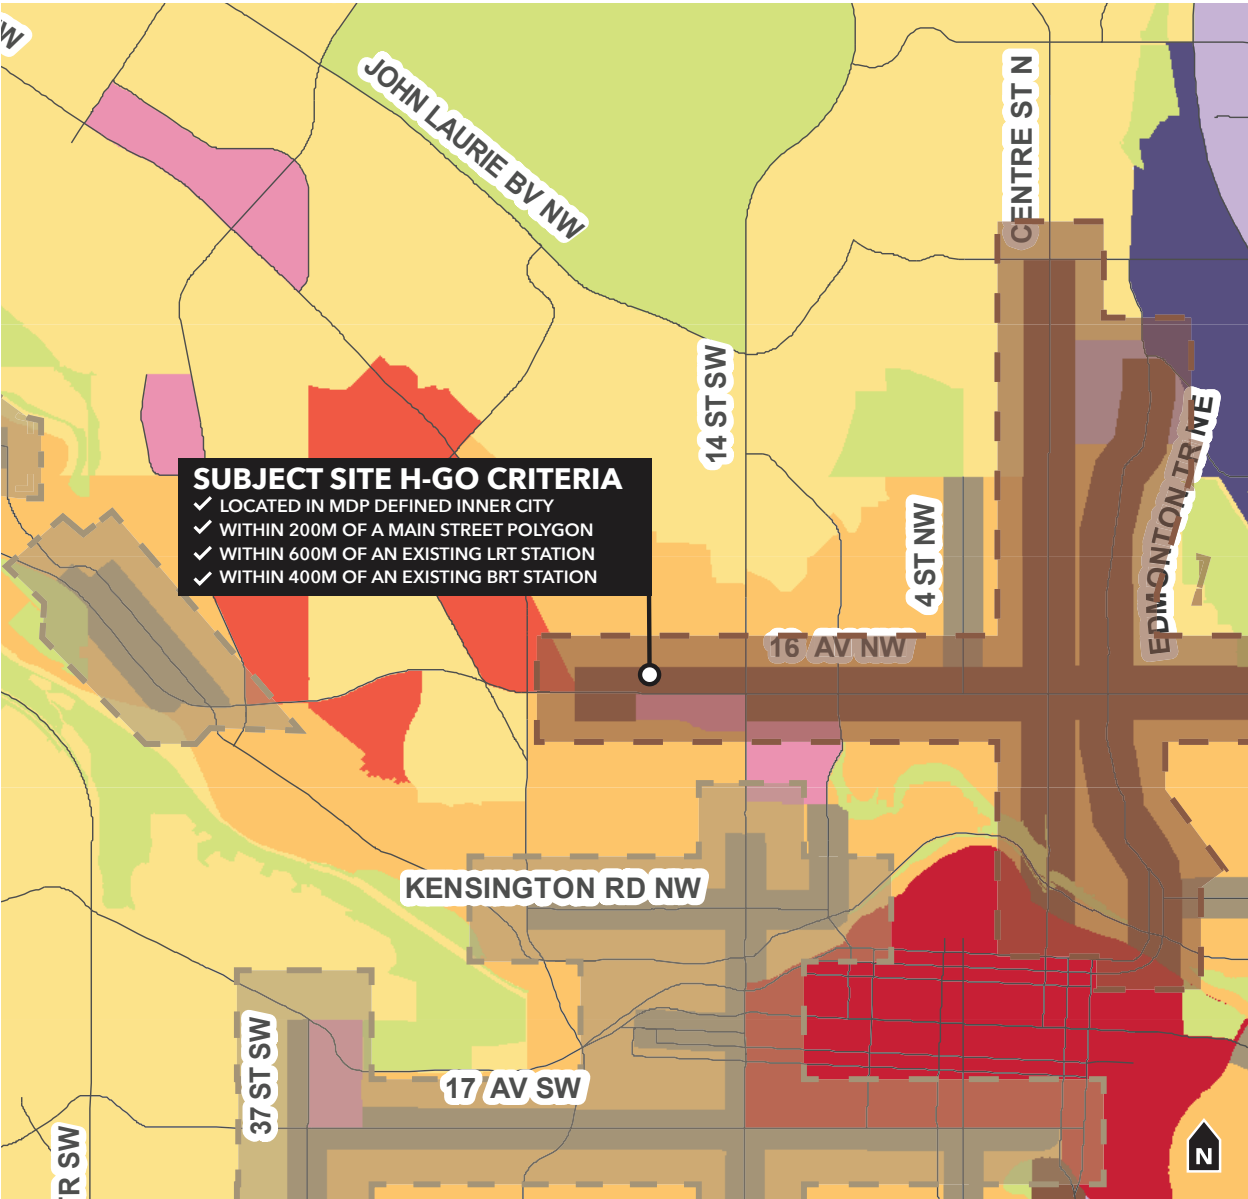 W
JOHN LAURIE BV NW
CENTRE ST N
14 ST SW
EDMONTON TR NE
SUBJECT SITE H-GO CRITERIA
LOCATED IN MDP DEFINED INNER CITY
WITHIN 200M OF A MAIN STREET POLYGON
WITHIN 600M OF AN EXISTING LRT STATION
WITHIN 400M OF AN EXISTING BRT STATION
4 ST NW
16 AV NW
KENSINGTON RD NW
37 ST SW
17 AV SW
TR SW
N